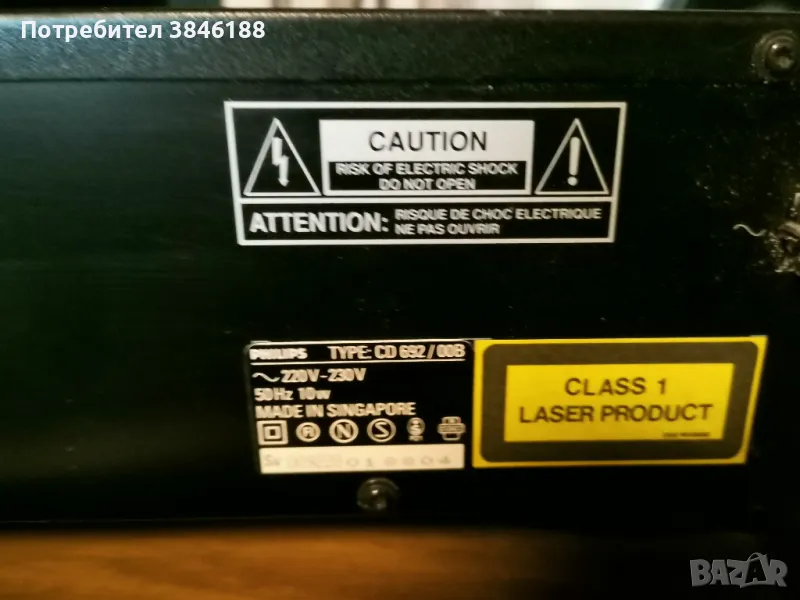 Потребител 3846188
CAUTION
RISK OF ELECTRIC SHOCK
DO NOT OPEN
ATTENTION: RISQUE DE CHOC ELECTRIQUE
NE PAS OUVRIR
PHILIPS TYPE: CD 692/00B
~220V-230V
50Hz 10W
MADE IN SINGAPORE
CLASS 1
LASER PRODUCT
BAZAR